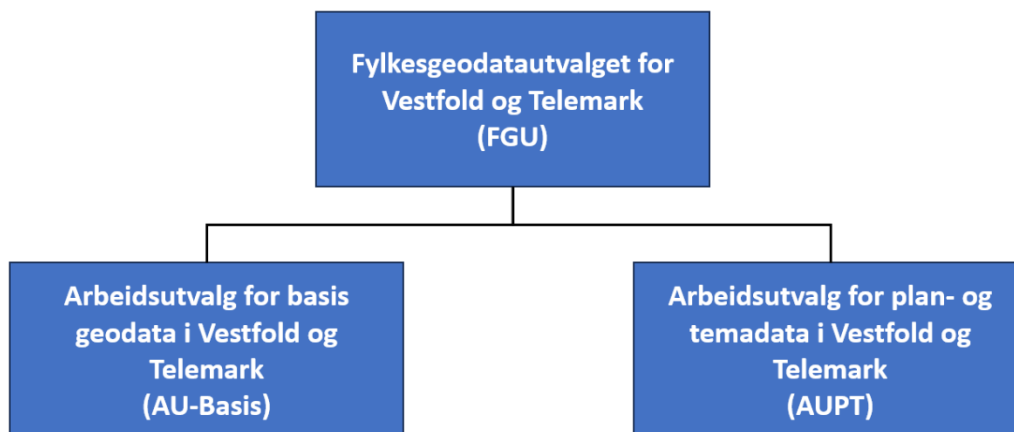 Fylkesgeodatautvalget for
Vestfold og Telemark
(FGU)
Arbeidsutvalg for basis
geodata i Vestfold og
Telemark
(AU-Basis)
Arbeidsutvalg for plan- og
temadata i Vestfold og
Telemark
(AUPT)